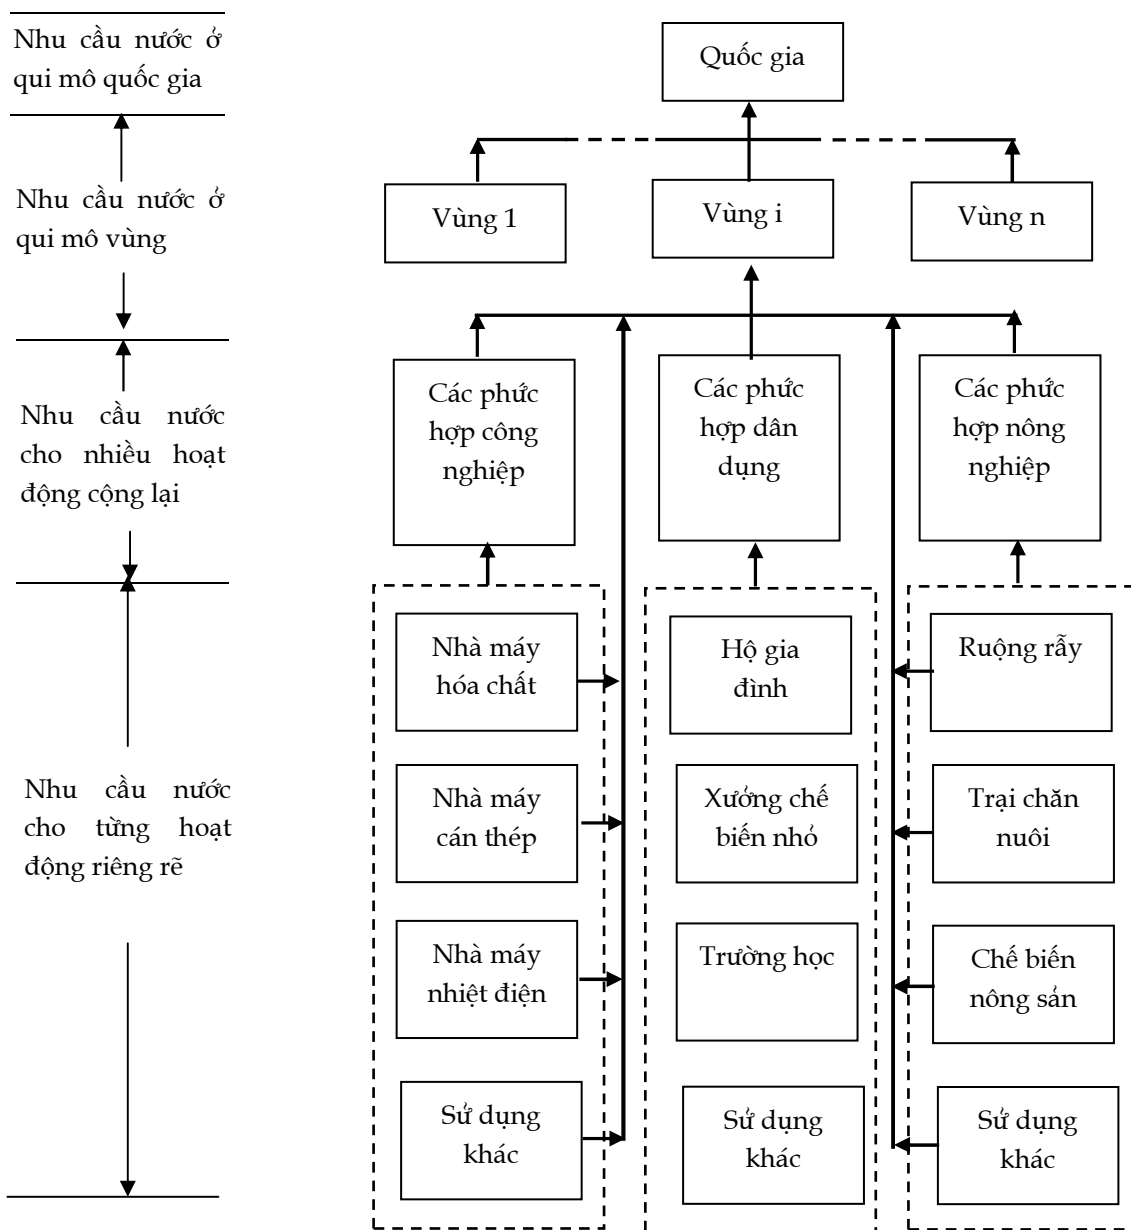 Nhu cầu nước ở
qui mô quốc gia
Quốc gia
Nhu cầu nước ở
qui mô vùng
Vùng 1
Vùng i
Vùng n
Nhu cầu nước
cho nhiều hoạt
động cộng lại
Các phức
hợp công
nghiệp
Các phức
hợp dân
dụng
Các phức
hợp nông
nghiệp
Nhu cầu nước
cho từng hoạt
động riêng rẽ
Nhà máy
hóa chất
Hộ gia
đình
Ruộng rẫy
Nhà máy
cán thép
Xưởng chế
biến nhỏ
Trại chăn
nuôi
Nhà máy
nhiệt điện
Trường học
Chế biến
nông sản
Sử dụng
khác
Sử dụng
khác
Sử dụng
khác